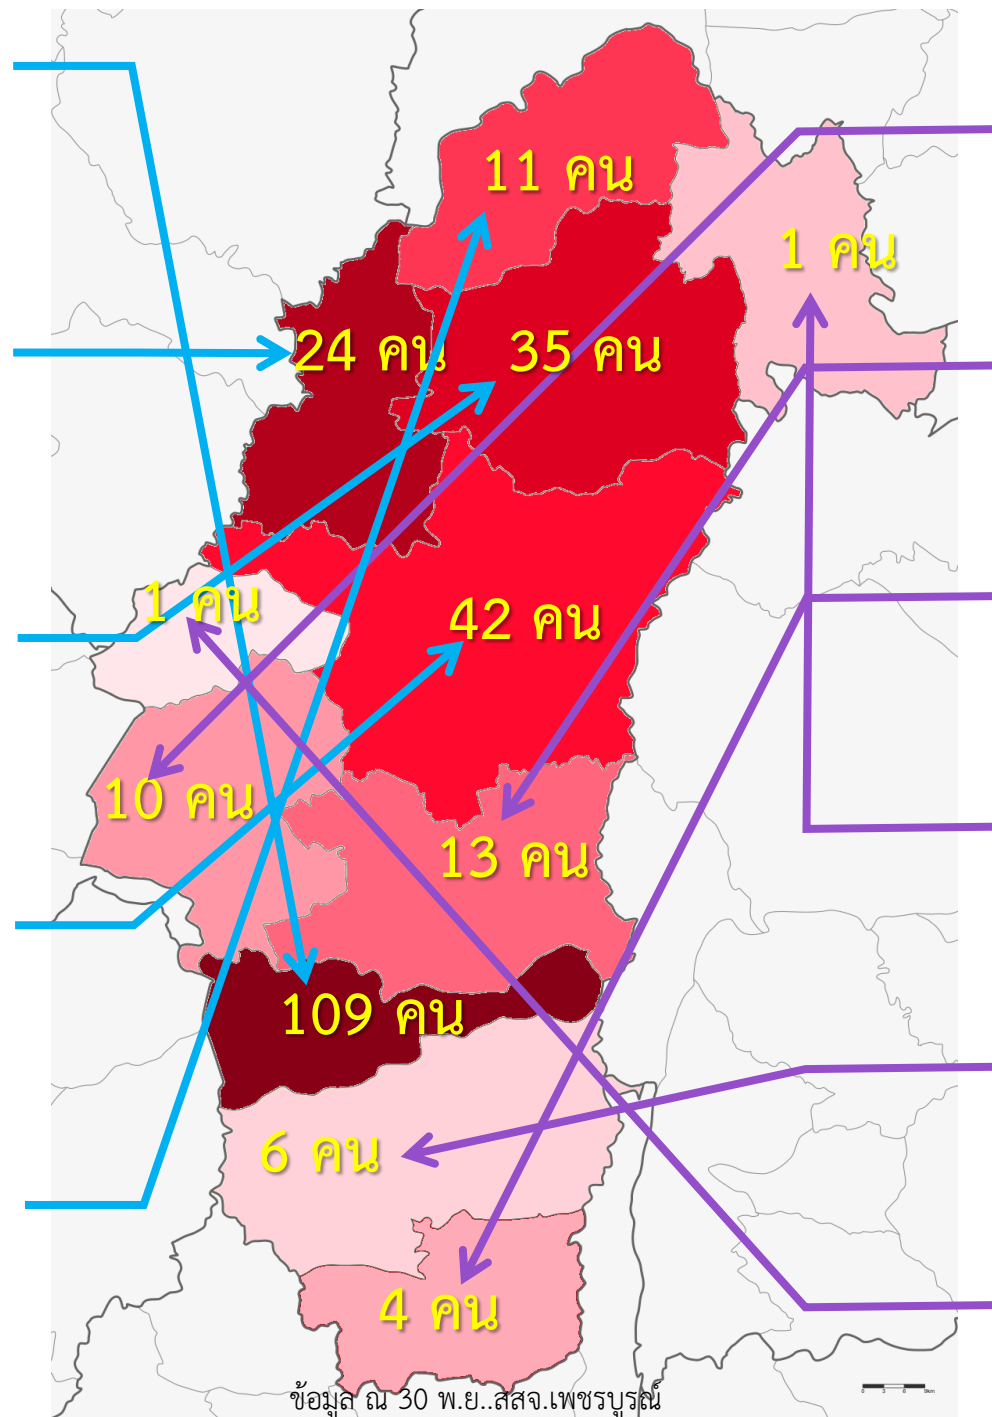 11 คน
1 คน
24 คน
35 คน
1 คน
42 คน
10 คน
13 คน
109 คน
6 คน
4 คน
ข้อมูล ณ 30 พ.ย..สสจ.เพชรบูรณ์